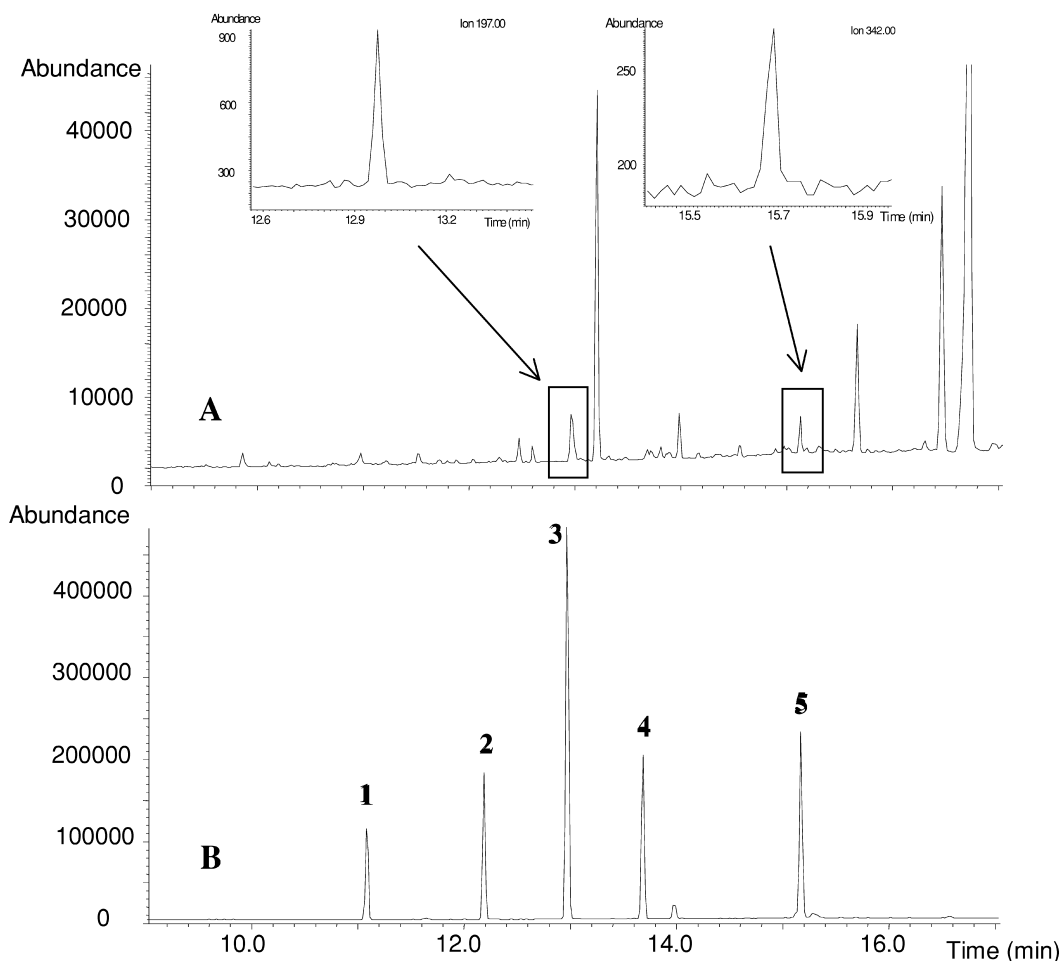 Abundance
Ion 197.00
900
600
300
12.6
12.9
13.2
Time (min)
Abundance
Ion 342.00
250
200
15.5
15.7
15.9
Time (min)
Abundance
40000
30000
20000
10000
0
A
Abundance
400000
300000
200000
100000
0
B
1
2
3
4
5
10.0
12.0
14.0
16.0
Time (min)